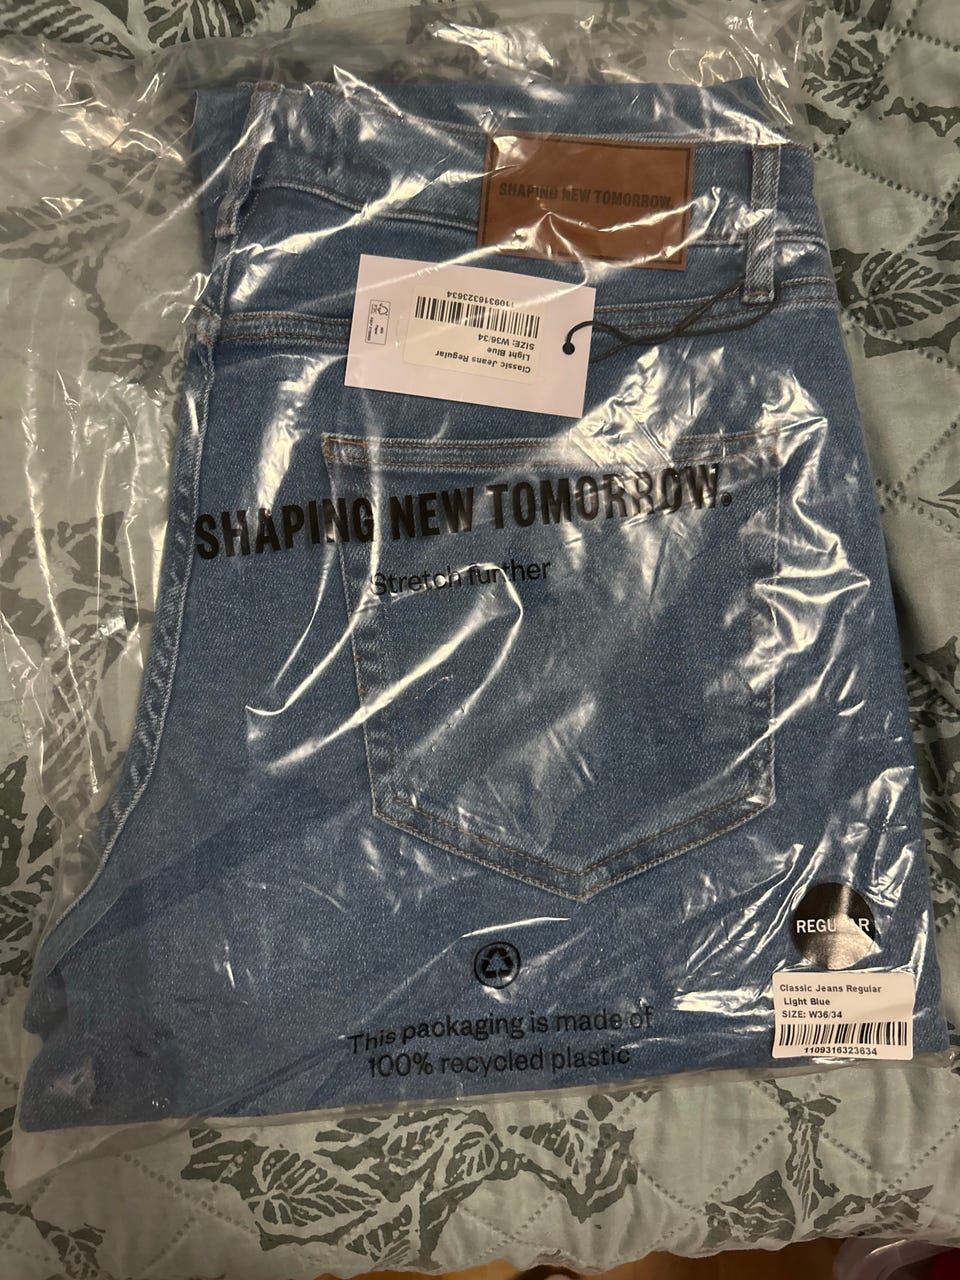 SHAPING NEW TOMORROW.
1109316323634
SIZE: W36/34
Light Blue
Classic Jeans Regular
SHAPING NEW TOMORROW.
Stretch further
REGULAR
Classic Jeans Regular
Light Blue
SIZE: W36/34
1109316323634
This packaging is made of
100% recycled plastic